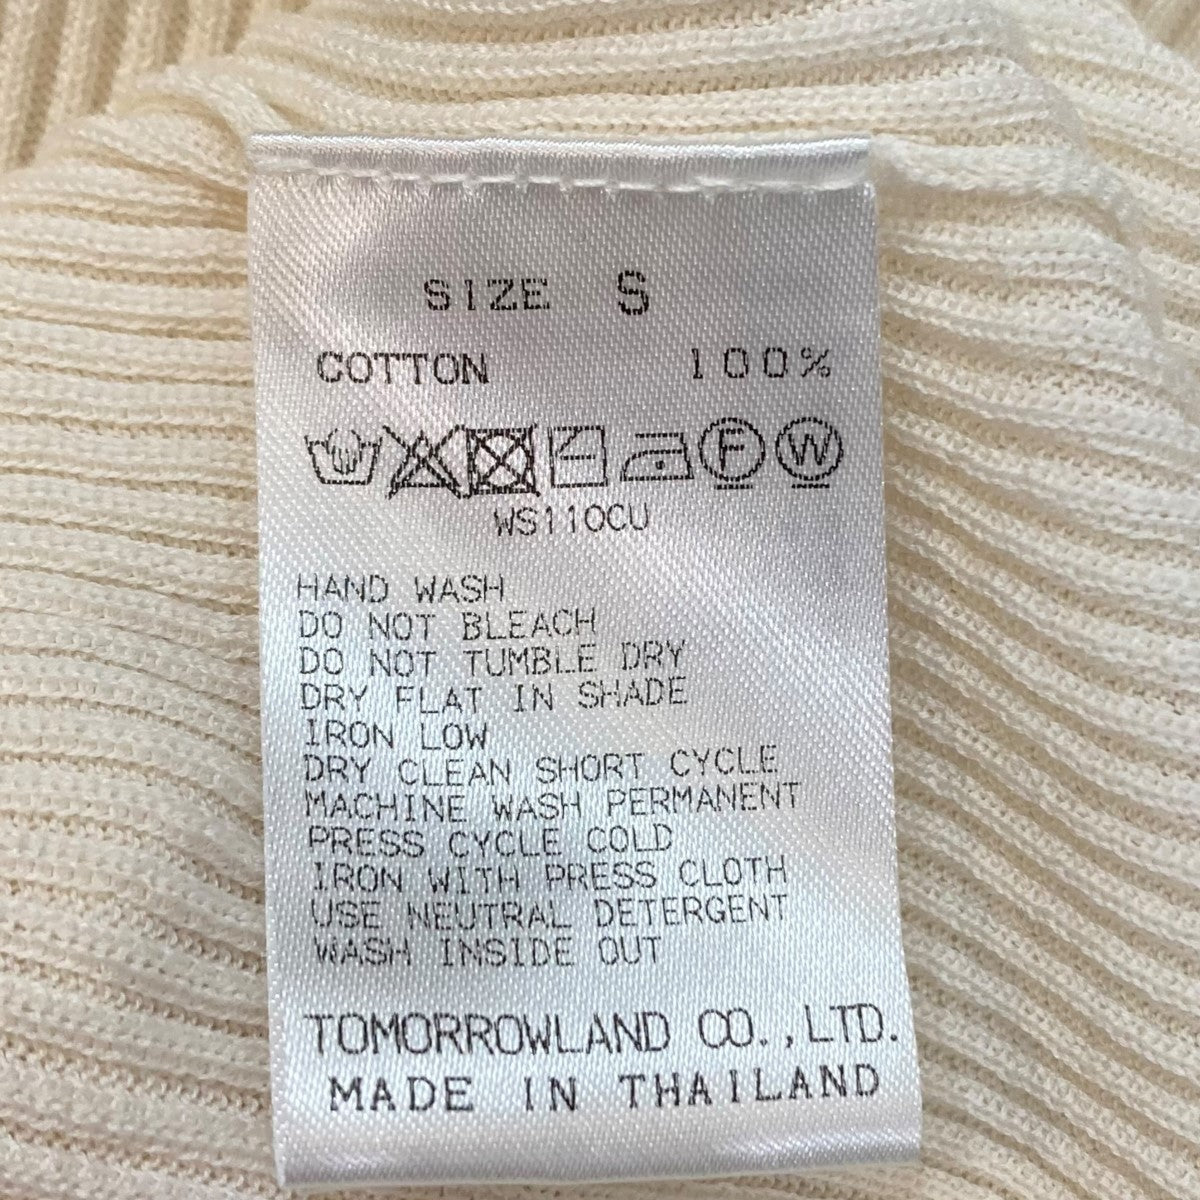 SIZE S
COTTON 100%
F W
WS110CU
HAND WASH
DO NOT BLEACH
DO NOT TUMBLE DRY
DRY FLAT IN SHADE
IRON LOW
DRY CLEAN SHORT CYCLE
MACHINE WASH PERMANENT
PRESS CYCLE COLD
IRON WITH PRESS CLOTH
USE NEUTRAL DETERGENT
WASH INSIDE OUT
TOMORROWLAND CO.,LTD.
MADE IN THAILAND